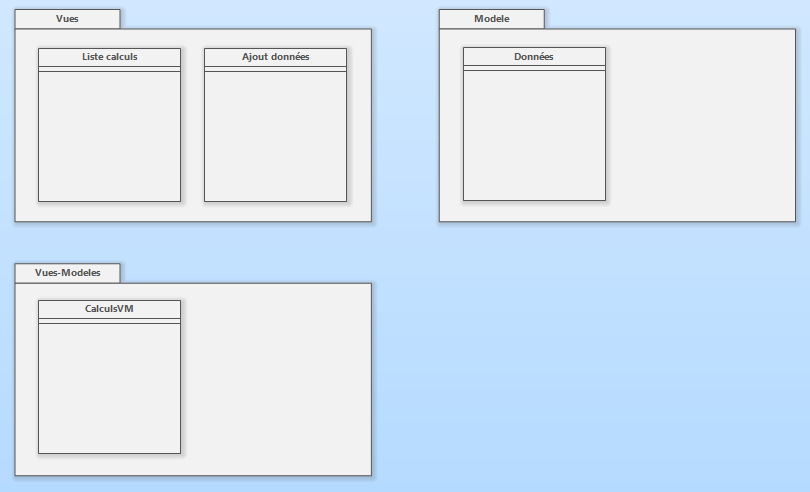 Vues
Liste calculs
Ajout données
Modele
Données
Vues-Modeles
CalculsVM